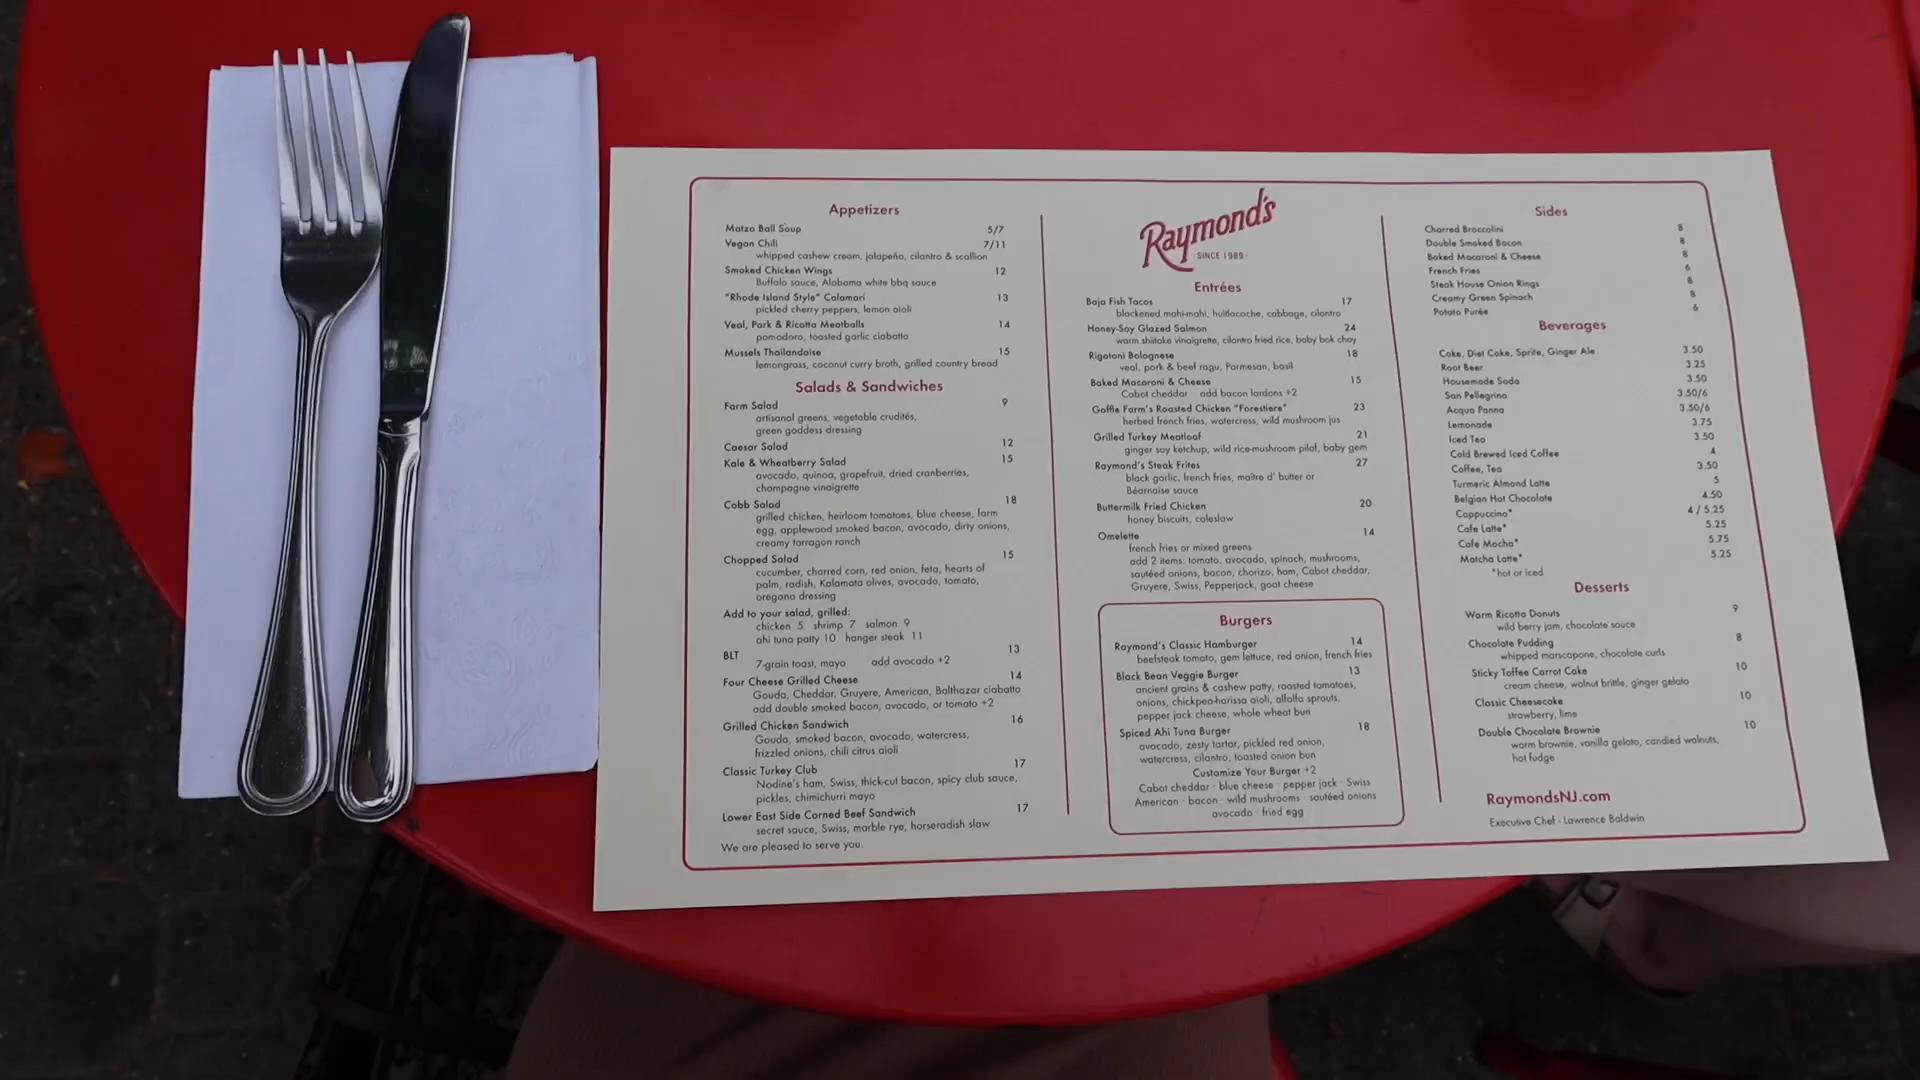 Appetizers
Matzo Ball Soup 5/7
Vegan Chili 7/11
whipped cashew cream, jalapeño, cilantro & scallion
Smoked Chicken Wings 12
Buffalo sauce, Alabama white bbq sauce
"Rhode Island Style" Calamari 13
pickled cherry peppers, lemon aioli
Veal, Pork & Ricotta Meatballs 14
pomodoro, toasted garlic ciabatta
Mussels Thailandaise 15
lemongrass, coconut curry broth, grilled country bread
Salads & Sandwiches
Farm Salad 9
artisanal greens, vegetable crudités,
green goddess dressing
Caesar Salad 12
Kale & Wheatberry Salad 15
avocado, quinoa, grapefruit, dried cranberries,
champagne vinaigrette
Cobb Salad 18
grilled chicken, heirloom tomatoes, blue cheese, farm
egg, applewood smoked bacon, avocado, dirty onions,
creamy tarragon ranch
Chopped Salad 15
cucumber, charred corn, red onion, feta, hearts of
palm, radish, Kalamata olives, avocado, tomato,
oregano dressing
Add to your salad, grilled:
chicken 5 shrimp 7 salmon 9
ahi tuna patty 10 hanger steak 11
BLT 13
7-grain toast, mayo add avocado +2
Four Cheese Grilled Cheese 14
Gouda, Cheddar, Gruyere, American, Balthazar ciabatta
add double smoked bacon, avocado, or tomato +2
Grilled Chicken Sandwich 16
Gouda, smoked bacon, avocado, watercress,
frizzled onions, chili citrus aioli
Classic Turkey Club 17
Nodine's ham, Swiss, thick-cut bacon, spicy club sauce,
pickles, chimichurri mayo
Lower East Side Corned Beef Sandwich 17
secret sauce, Swiss, marble rye, horseradish slaw
We are pleased to serve you.
Raymond's
· SINCE 1989 ·
Entrées
Baja Fish Tacos 17
blackened mahi-mahi, huitlacoche, cabbage, cilantro
Honey-Soy Glazed Salmon 24
warm shiitake vinaigrette, cilantro fried rice, baby bok choy
Rigatoni Bolognese 18
veal, pork & beef ragu, Parmesan, basil
Baked Macaroni & Cheese 15
Cabot cheddar add bacon lardons +2
Goffle Farm's Roasted Chicken "Forestiere" 23
herbed french fries, watercress, wild mushroom jus
Grilled Turkey Meatloaf 21
ginger soy ketchup, wild rice-mushroom pilaf, baby gem
Raymond's Steak Frites 27
black garlic, french fries, maître d' butter or
Béarnaise sauce
Buttermilk Fried Chicken 20
honey biscuits, coleslaw
Omelette 14
french fries or mixed greens
add 2 items: tomato, avocado, spinach, mushrooms,
sautéed onions, bacon, chorizo, ham, Cabot cheddar,
Gruyere, Swiss, Pepperjack, goat cheese
Burgers
Raymond's Classic Hamburger 14
beefsteak tomato, gem lettuce, red onion, french fries
Black Bean Veggie Burger 13
ancient grains & cashew patty, roasted tomatoes,
onions, chickpea-harissa aioli, alfalfa sprouts,
pepper jack cheese, whole wheat bun
Spiced Ahi Tuna Burger 18
avocado, zesty tartar, pickled red onion,
watercress, cilantro, toasted onion bun
Customize Your Burger +2
Cabot cheddar · blue cheese · pepper jack · Swiss
American · bacon · wild mushrooms · sautéed onions
avocado · fried egg
Sides
Charred Broccolini 8
Double Smoked Bacon 8
Baked Macaroni & Cheese 8
French Fries 6
Steak House Onion Rings 8
Creamy Green Spinach 8
Potato Purée 6
Beverages
Coke, Diet Coke, Sprite, Ginger Ale 3.50
Root Beer 3.25
Housemade Soda 3.50
San Pellegrino 3.50/6
Acqua Panna 3.50/6
Lemonade 3.75
Iced Tea 3.50
Cold Brewed Iced Coffee 4
Coffee, Tea 3.50
Turmeric Almond Latte 5
Belgian Hot Chocolate 4.50
Cappuccino* 4 / 5.25
Cafe Latte* 5.25
Cafe Mocha* 5.75
Matcha Latte* 5.25
*hot or iced
Desserts
Warm Ricotta Donuts 9
wild berry jam, chocolate sauce
Chocolate Pudding 8
whipped marscapone, chocolate curls
Sticky Toffee Carrot Cake 10
cream cheese, walnut brittle, ginger gelato
Classic Cheesecake 10
strawberry, lime
Double Chocolate Brownie 10
warm brownie, vanilla gelato, candied walnuts,
hot fudge
RaymondsNJ.com
Executive Chef - Lawrence Baldwin